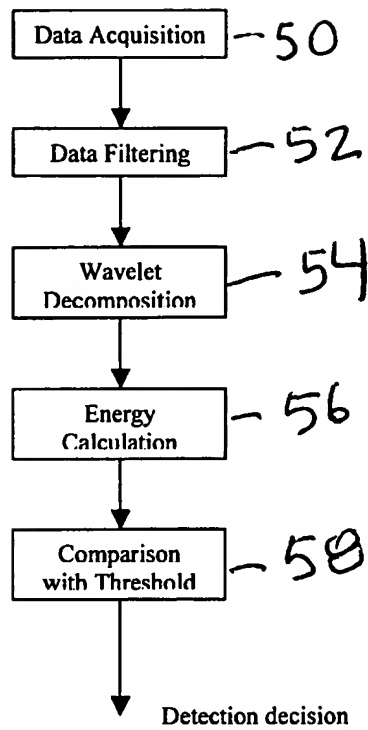 Data Acquisition 50
Data Filtering 52
Wavelet
Decomposition 54
Energy
Calculation 56
Comparison
with Threshold 58
Detection decision